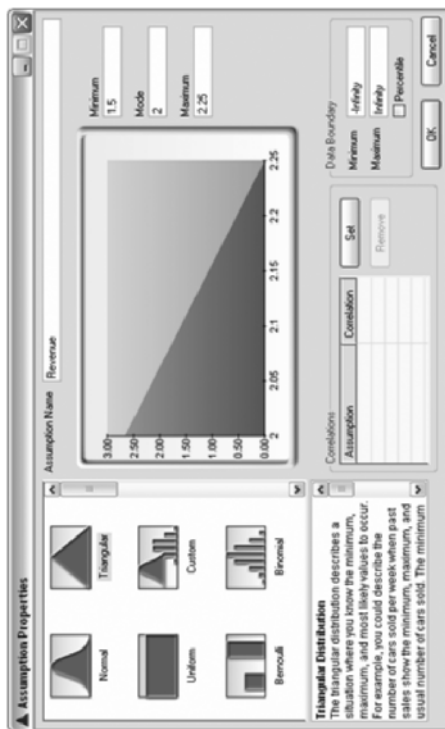 Assumption Properties
Normal
Triangular
Uniform
Custom
Bernoulli
Binomial
Triangular Distribution
The triangular distribution describes a
situation where you know the minimum,
maximum, and most likely values to occur.
For example, you could describe the
number of cars sold per week when past
sales show the minimum, maximum, and
usual number of cars sold. The minimum
Assumption Name
Revenue
3.00
2.50
2.00
1.50
1.00
0.50
0.00
2
2.05
2.1
2.15
2.2
2.25
Minimum
1.5
Mode
2
Maximum
2.25
Correlations
Assumption
Correlation
Set
Remove
Data Boundary
Minimum
-Infinity
Maximum
Infinity
Percentile
OK
Cancel